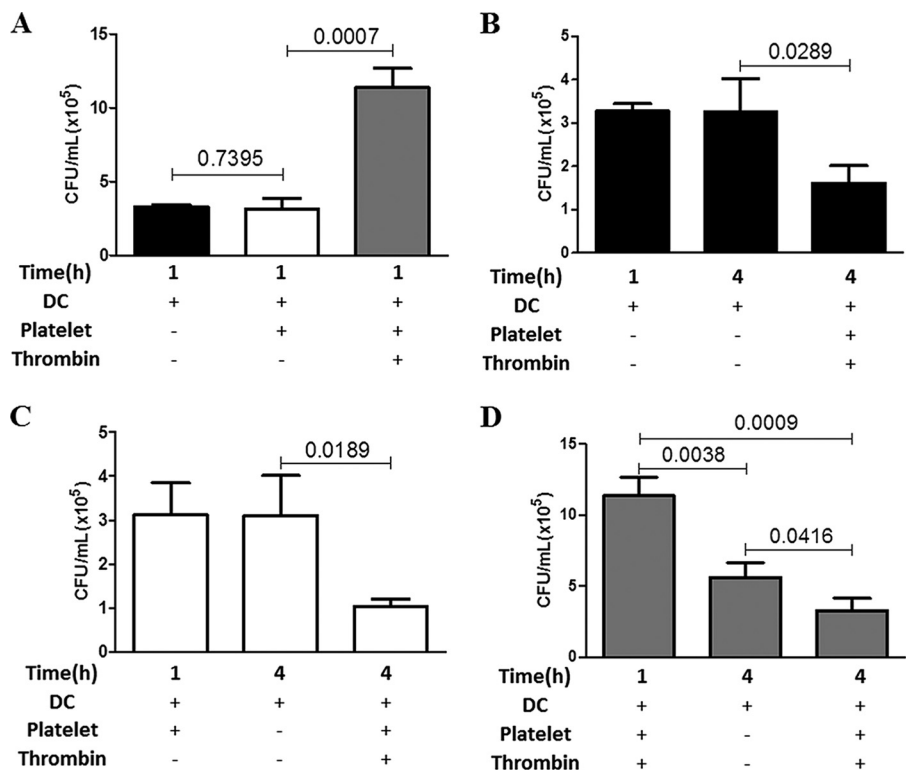 A
CFU/mL(x10⁵)
15
10
5
0
0.0007
0.7395
Time(h) 1 1 1
DC + + +
Platelet - + +
Thrombin - - +
B
CFU/mL(x10⁵)
5
4
3
2
1
0
0.0289
Time(h) 1 4 4
DC + + +
Platelet - - +
Thrombin - - +
C
CFU/mL(x10⁵)
5
4
3
2
1
0
0.0189
Time(h) 1 4 4
DC + + +
Platelet + - +
Thrombin - - +
D
CFU/mL(x10⁵)
15
10
5
0
0.0009
0.0038
0.0416
Time(h) 1 4 4
DC + + +
Platelet + - +
Thrombin + - +